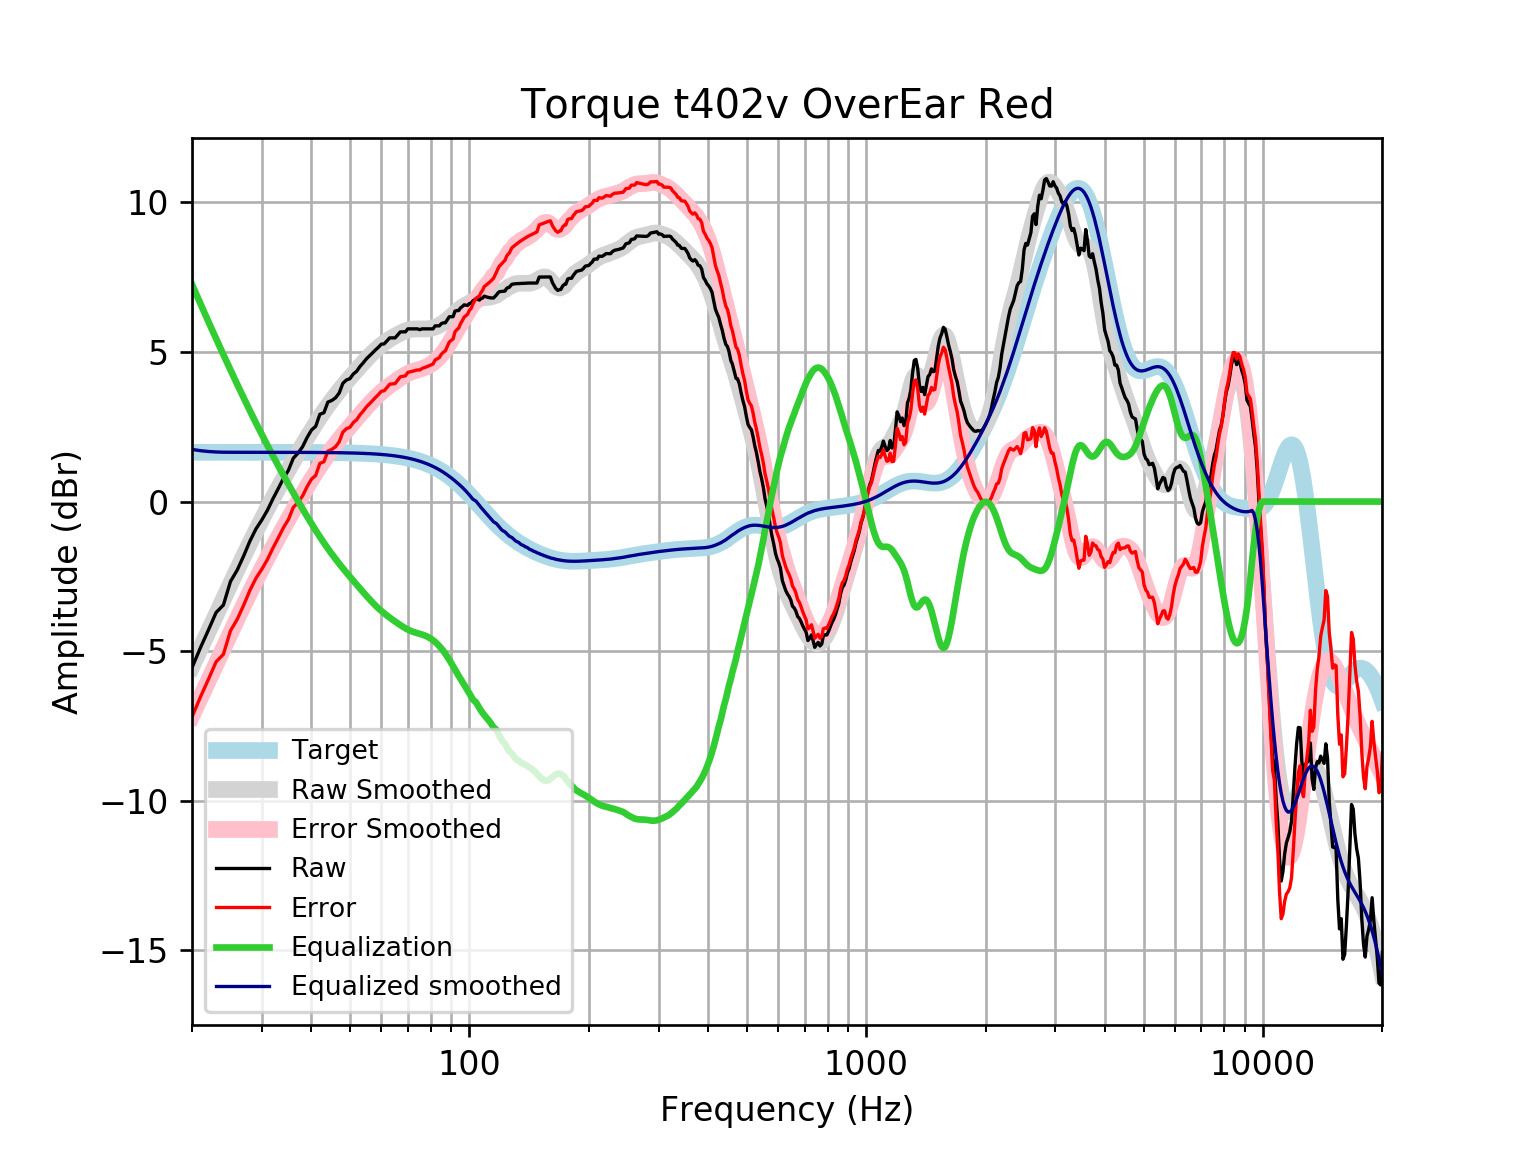 Torque t402v OverEar Red
Amplitude (dBr)
10
5
0
−5
−10
−15
Target
Raw Smoothed
Error Smoothed
Raw
Error
Equalization
Equalized smoothed
100
1000
10000
Frequency (Hz)